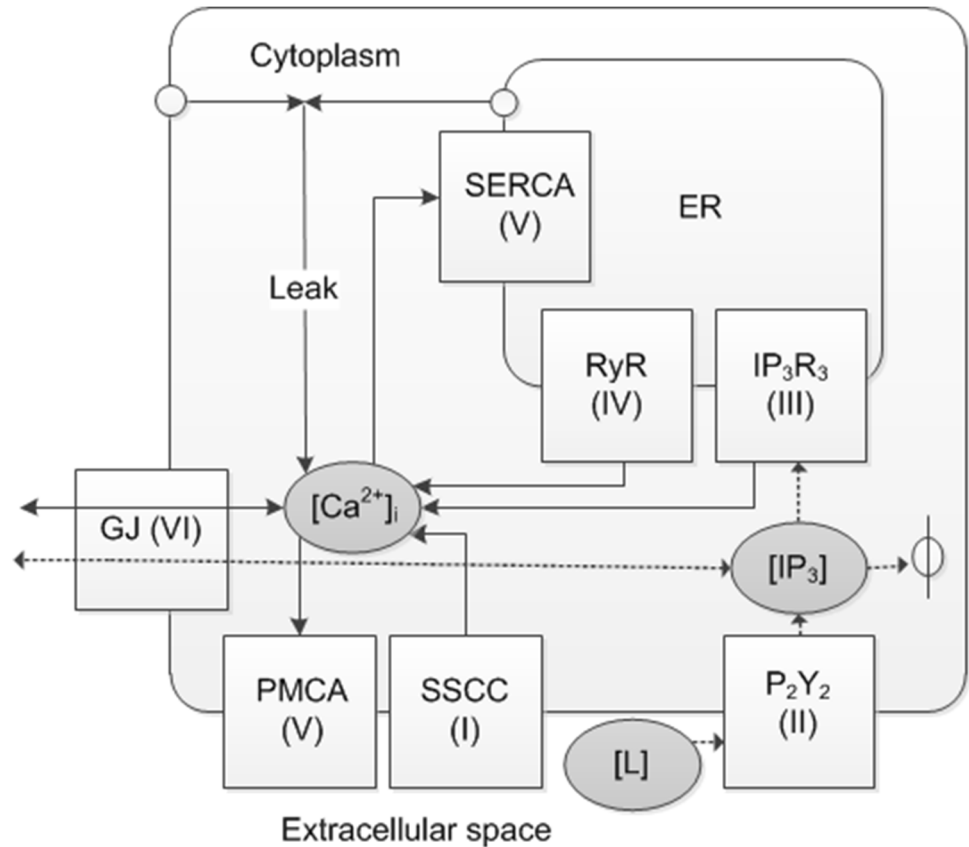 Cytoplasm
SERCA
(V)
ER
Leak
RyR
(IV)
IP₃R₃
(III)
[Ca²⁺]ᵢ
GJ (VI)
[IP₃]
PMCA
(V)
SSCC
(I)
P₂Y₂
(II)
[L]
Extracellular space